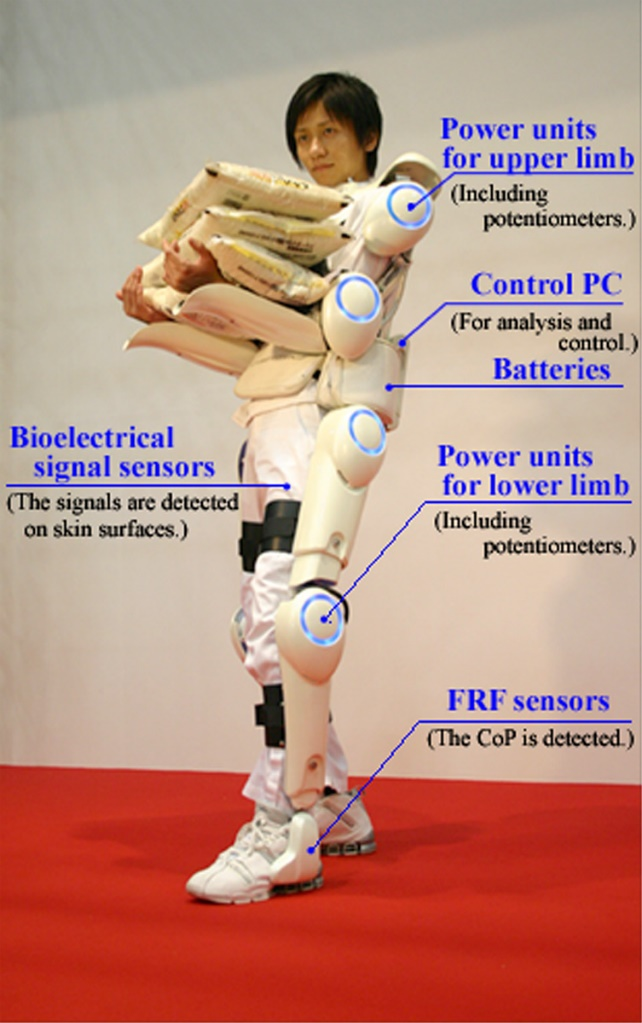 Power units
for upper limb
(Including
potentiometers.)
Control PC
(For analysis and
control.)
Batteries
Bioelectrical
signal sensors
(The signals are detected
on skin surfaces.)
Power units
for lower limb
(Including
potentiometers.)
FRF sensors
(The CoP is detected.)